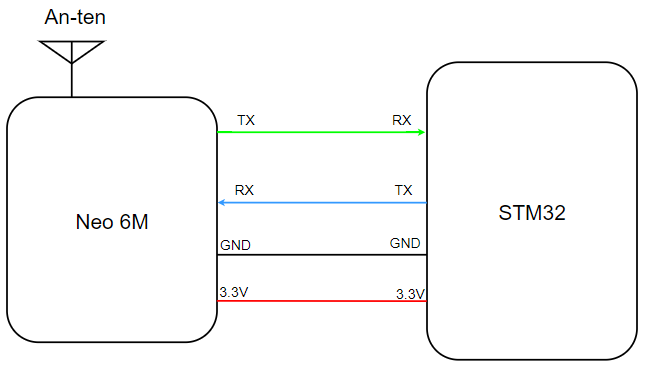 An-ten
TX RX
RX TX
Neo 6M
STM32
GND GND
3.3V 3.3V